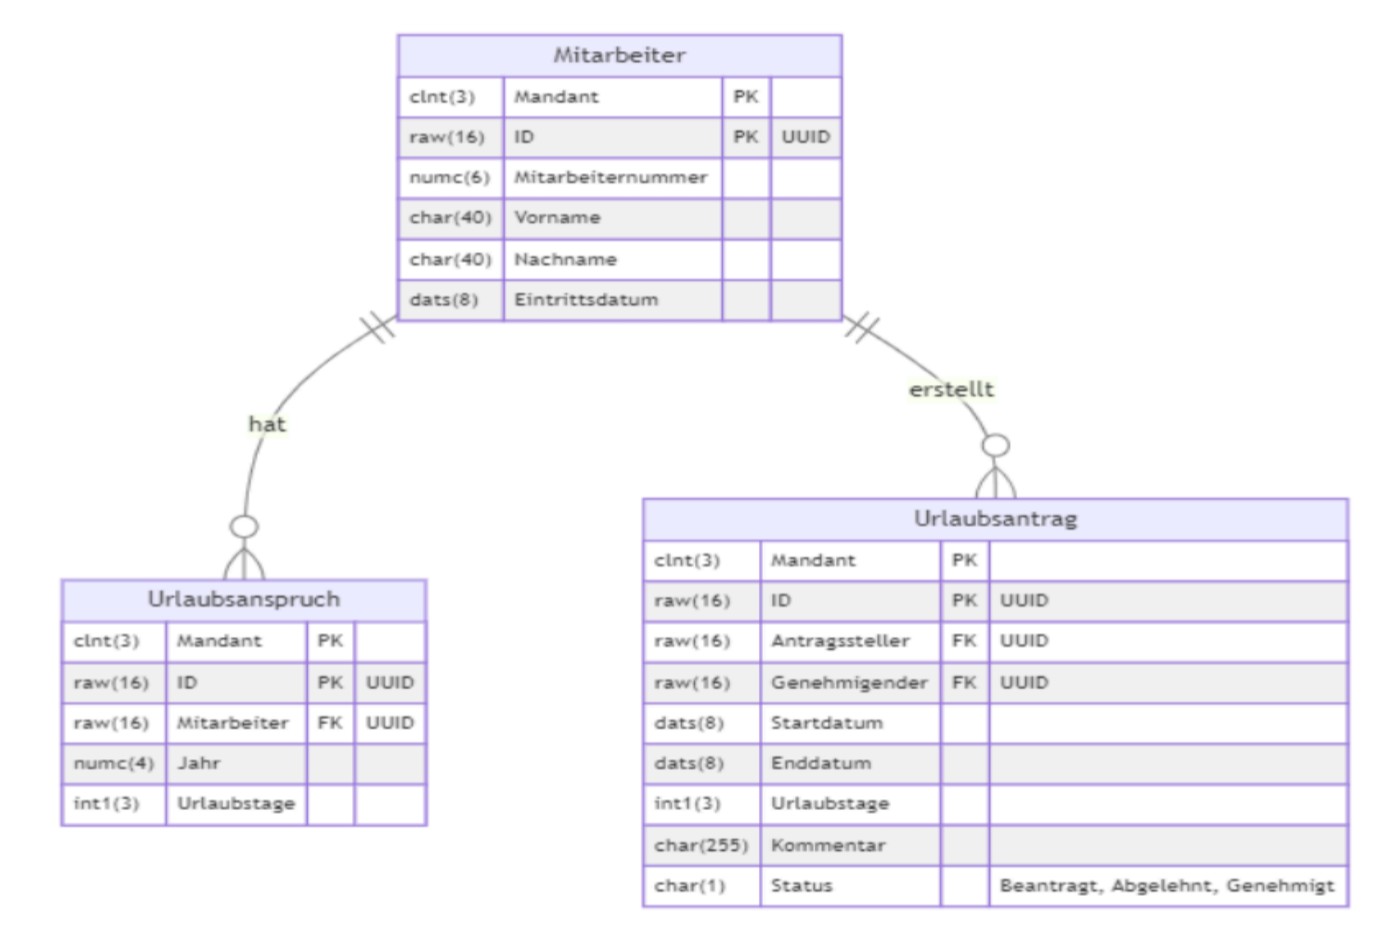 Mitarbeiter
clnt(3) Mandant PK
raw(16) ID PK UUID
numc(6) Mitarbeiternummer
char(40) Vorname
char(40) Nachname
dats(8) Eintrittsdatum
hat
erstellt
Urlaubsanspruch
clnt(3) Mandant PK
raw(16) ID PK UUID
raw(16) Mitarbeiter FK UUID
numc(4) Jahr
int1(3) Urlaubstage
Urlaubsantrag
clnt(3) Mandant PK
raw(16) ID PK UUID
raw(16) Antragssteller FK UUID
raw(16) Genehmigender FK UUID
dats(8) Startdatum
dats(8) Enddatum
int1(3) Urlaubstage
char(255) Kommentar
char(1) Status Beantragt, Abgelehnt, Genehmigt